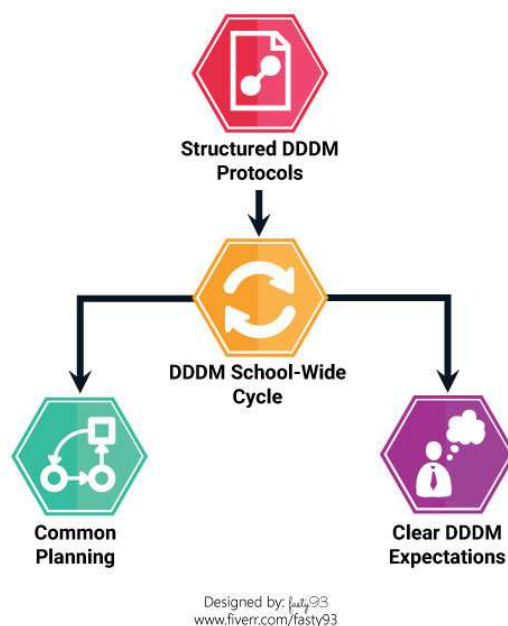 Structured DDDM
Protocols
DDDM School-Wide
Cycle
Common
Planning
Clear DDDM
Expectations
Designed by: fasty93
www.fiverr.com/fasty93